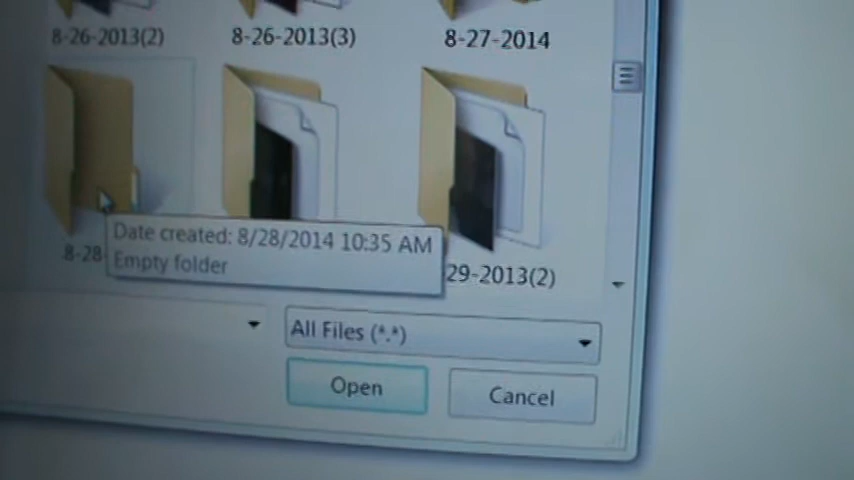 8-26-2013(2) 8-26-2013(3) 8-27-2014
Date created: 8/28/2014 10:35 AM
Empty folder
8-28 29-2013(2)
All Files (*.*)
Open Cancel